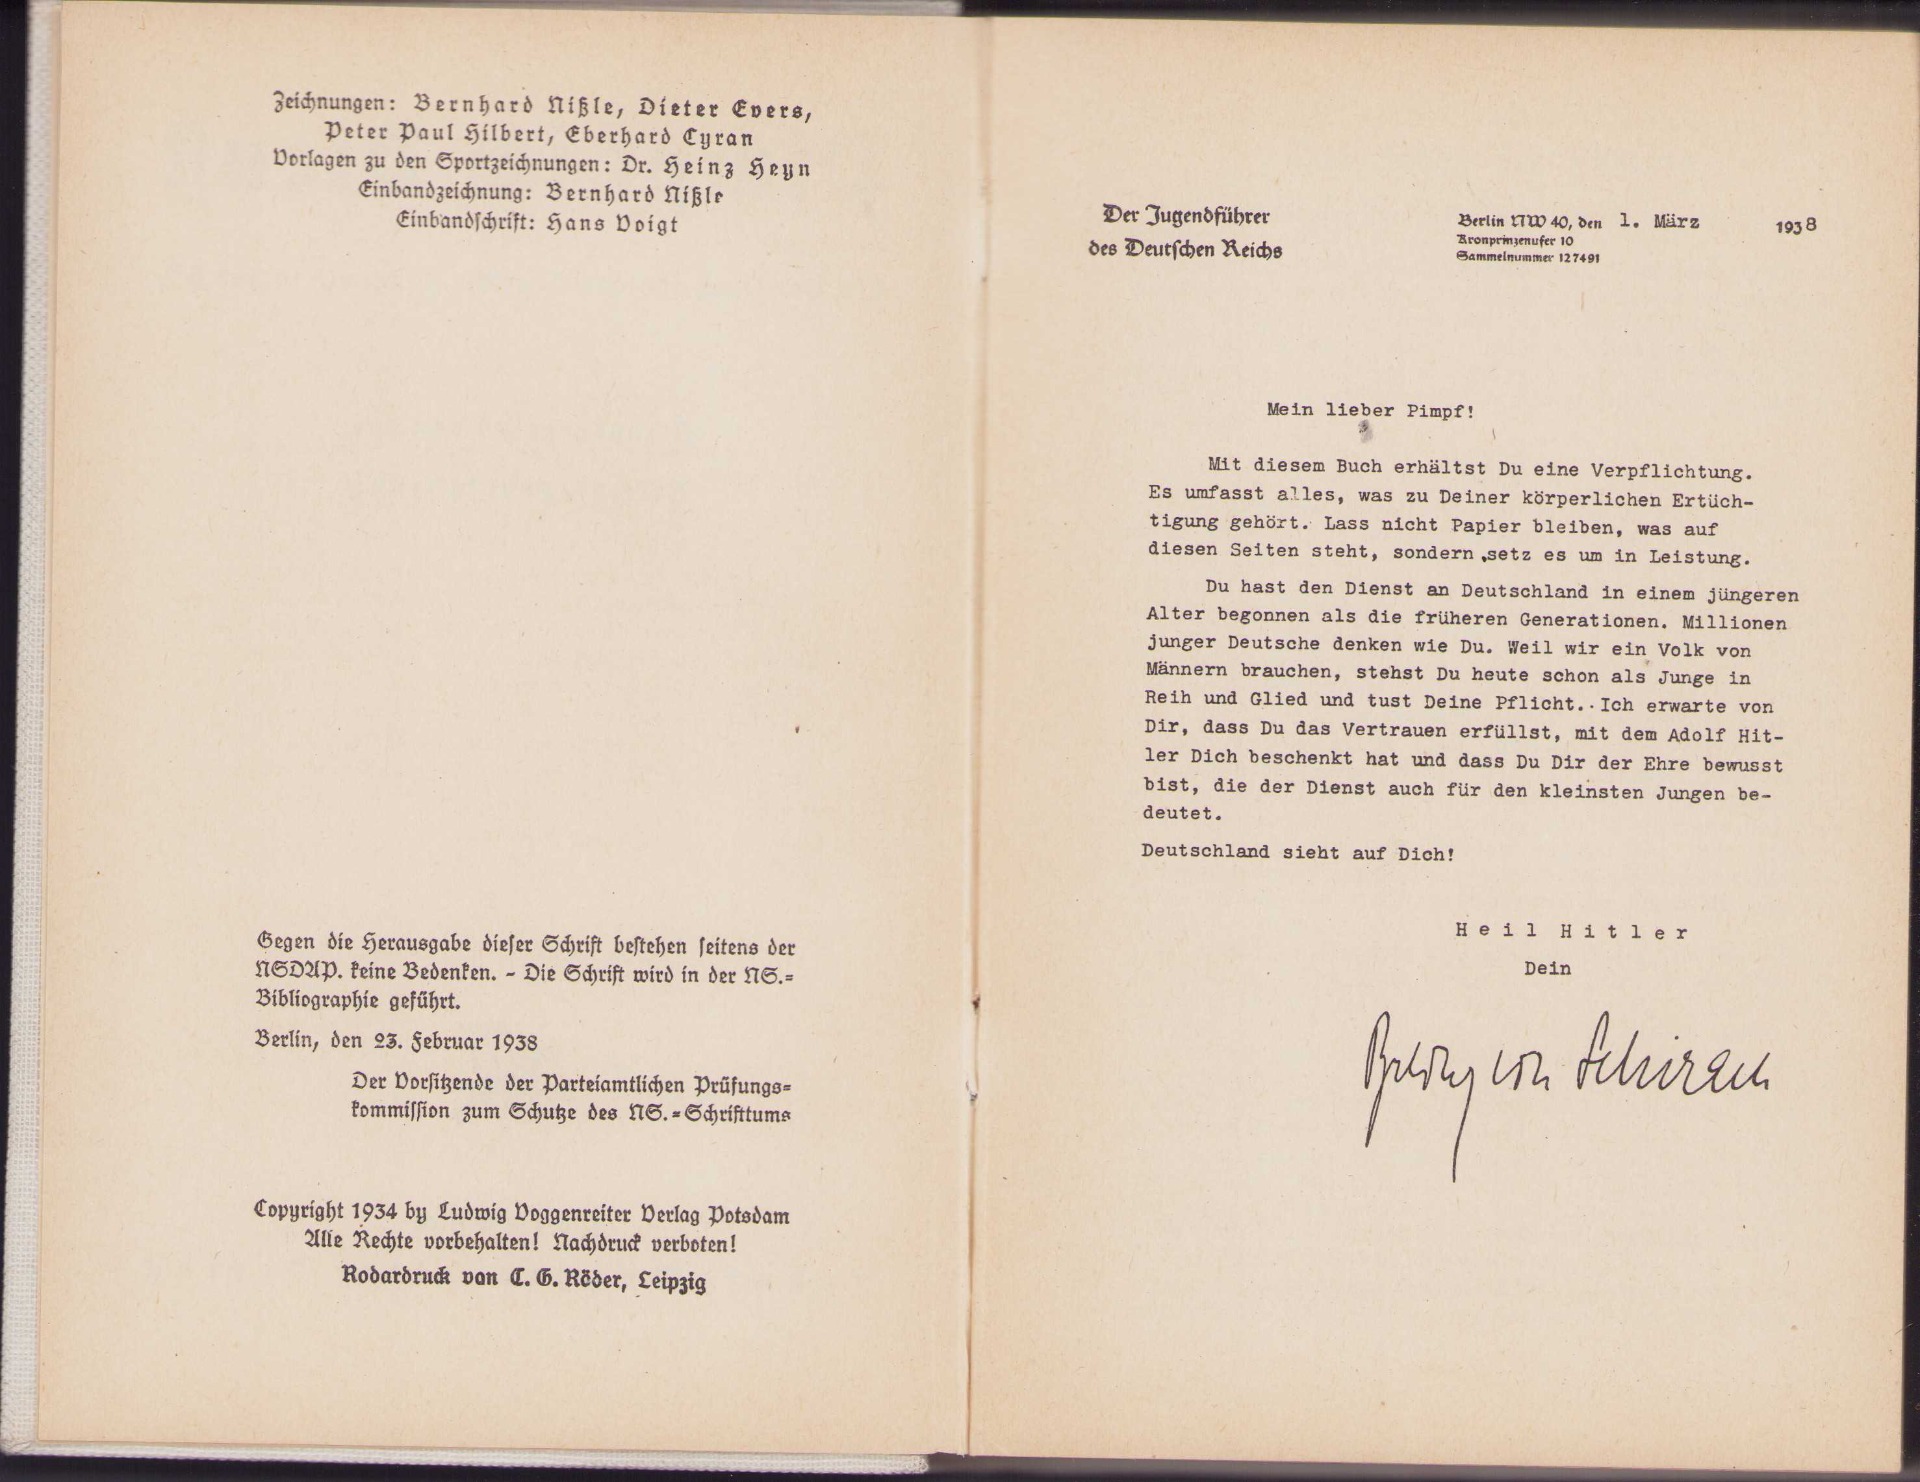 Zeichnungen: Bernhard Nißle, Dieter Evers,
Peter Paul Hilbert, Eberhard Cyran
Vorlagen zu den Sportzeichnungen: Dr. Heinz Heyn
Einbandzeichnung: Bernhard Nißle
Einbandschrift: Hans Voigt
Gegen die Herausgabe dieser Schrift bestehen seitens der
NSDAP. keine Bedenken. - Die Schrift wird in der NS.=
Bibliographie geführt.
Berlin, den 23. Februar 1938
Der Vorsitzende der Parteiamtlichen Prüfungs=
kommission zum Schutze des NS.=Schrifttums
Copyright 1934 by Ludwig Voggenreiter Verlag Potsdam
Alle Rechte vorbehalten! Nachdruck verboten!
Rodardruck von C. G. Röder, Leipzig
Der Jugendführer
des Deutschen Reichs
Berlin NW 40, den 1. März 1938
Kronprinzenufer 10
Sammelnummer 127491
Mein lieber Pimpf!
Mit diesem Buch erhältst Du eine Verpflichtung.
Es umfasst alles, was zu Deiner körperlichen Ertüch-
tigung gehört. Lass nicht Papier bleiben, was auf
diesen Seiten steht, sondern setz es um in Leistung.
Du hast den Dienst an Deutschland in einem jüngeren
Alter begonnen als die früheren Generationen. Millionen
junger Deutsche denken wie Du. Weil wir ein Volk von
Männern brauchen, stehst Du heute schon als Junge in
Reih und Glied und tust Deine Pflicht. Ich erwarte von
Dir, dass Du das Vertrauen erfüllst, mit dem Adolf Hit-
ler Dich beschenkt hat und dass Du Dir der Ehre bewusst
bist, die der Dienst auch für den kleinsten Jungen be-
deutet.
Deutschland sieht auf Dich!
Heil Hitler
Dein
Baldur von Schirach